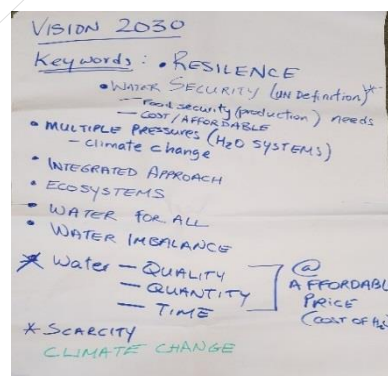 VISION 2030
Keywords: • RESILENCE
• WATER SECURITY (UN Definition)*
— Food security (production) needs
— COST/AFFORDABLE
• MULTIPLE PRESSURES (H2O SYSTEMS)
— climate change
• INTEGRATED APPROACH
• ECOSYSTEMS
• WATER FOR ALL
• WATER IMBALANCE
* Water — QUALITY
— QUANTITY
— TIME
@
AFFORDABL
PRICE
(COST OF H2
* SCARCITY
CLIMATE CHANGE